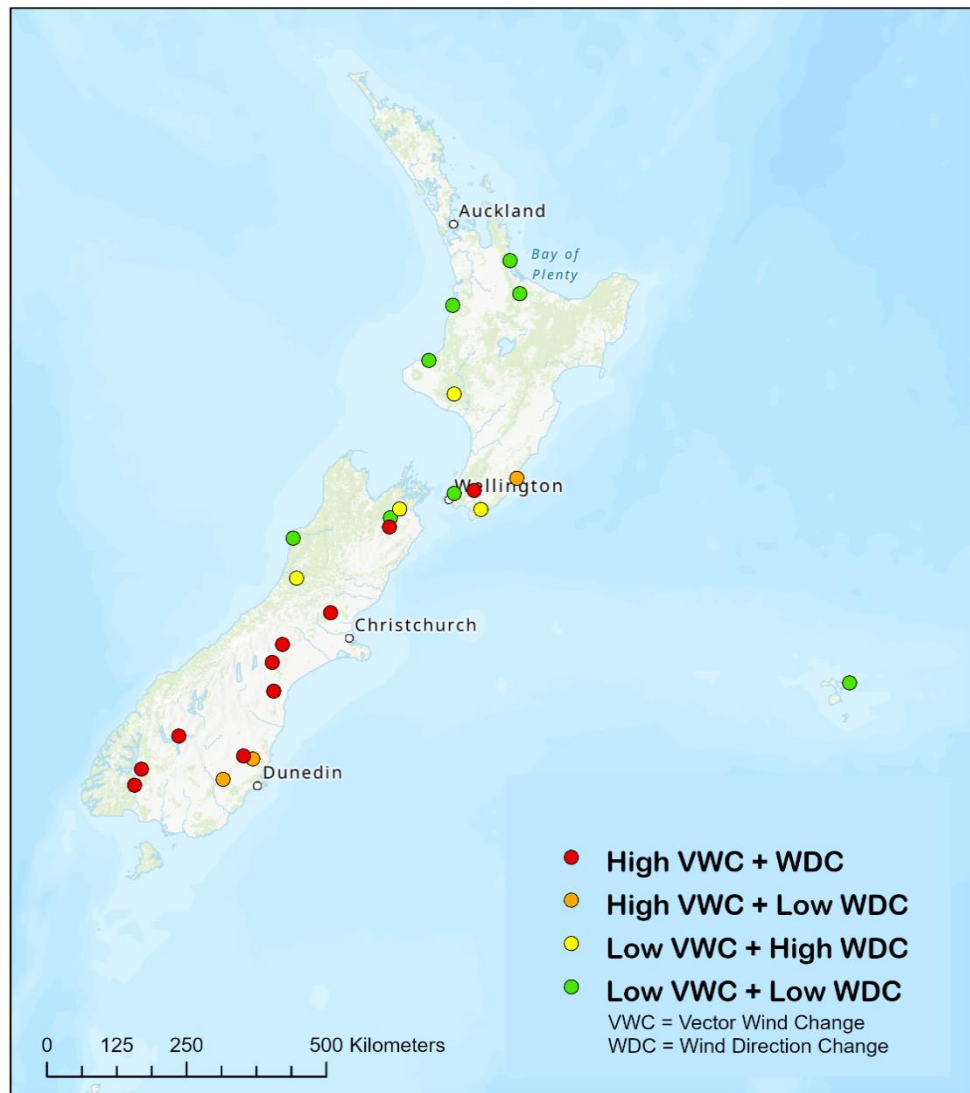 Auckland
Bay of
Plenty
Wellington
Christchurch
Dunedin
High VWC + WDC
High VWC + Low WDC
Low VWC + High WDC
Low VWC + Low WDC
VWC = Vector Wind Change
WDC = Wind Direction Change
0 125 250 500 Kilometers